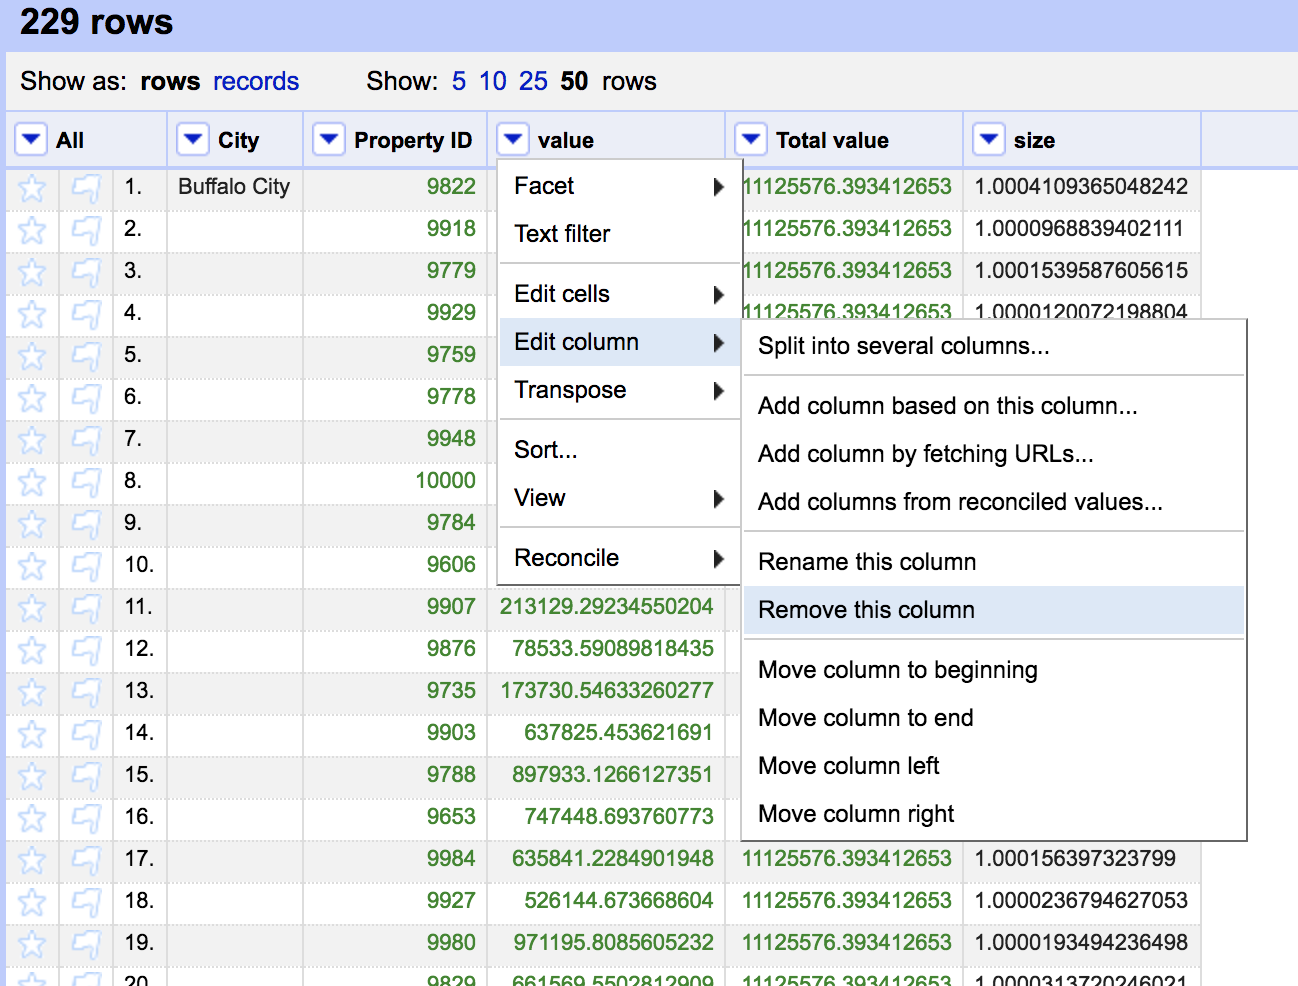 229 rows
Show as: rows records Show: 5 10 25 50 rows
All City Property ID value Total value size
1. Buffalo City 9822 Facet 11125576.393412653 1.0004109365048242
2. 9918 Text filter 11125576.393412653 1.0000968839402111
3. 9779 11125576.393412653 1.0001539587605615
4. 9929 Edit cells 11125576.393412653 1.0000120072198804
5. 9759 Edit column Split into several columns...
6. 9778 Transpose Add column based on this column...
7. 9948 Sort... Add column by fetching URLs...
8. 10000 View Add columns from reconciled values...
9. 9784
10. 9606 Reconcile Rename this column
11. 9907 213129.29234550204 Remove this column
12. 9876 78533.59089818435
13. 9735 173730.54633260277 Move column to beginning
14. 9903 637825.453621691 Move column to end
15. 9788 897933.1266127351 Move column left
16. 9653 747448.693760773 Move column right
17. 9984 635841.2284901948 11125576.393412653 1.000156397323799
18. 9927 526144.673668604 11125576.393412653 1.0000236794627053
19. 9980 971195.8085605232 11125576.393412653 1.0000193494236498
20. 9829 661569.5502812909 11125576.393412653 1.0000313720246021